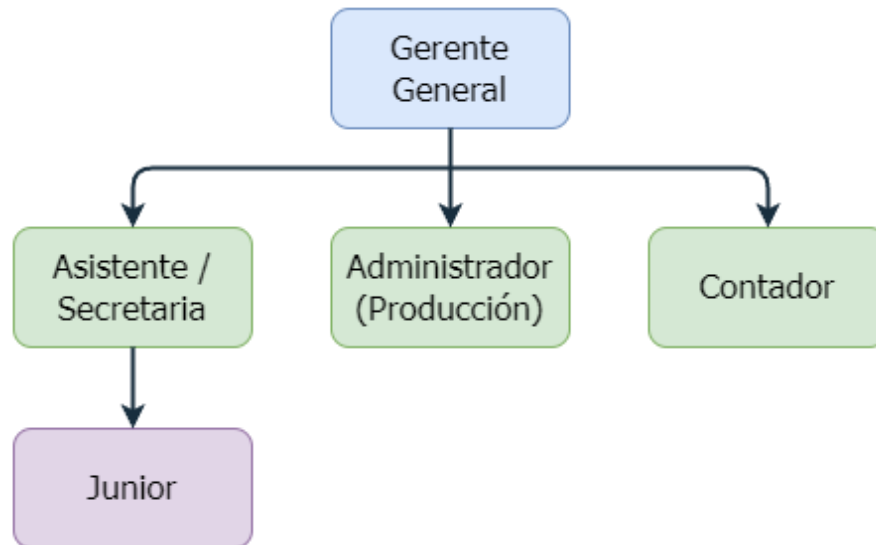 Gerente
General
Asistente /
Secretaria
Administrador
(Producción)
Contador
Junior